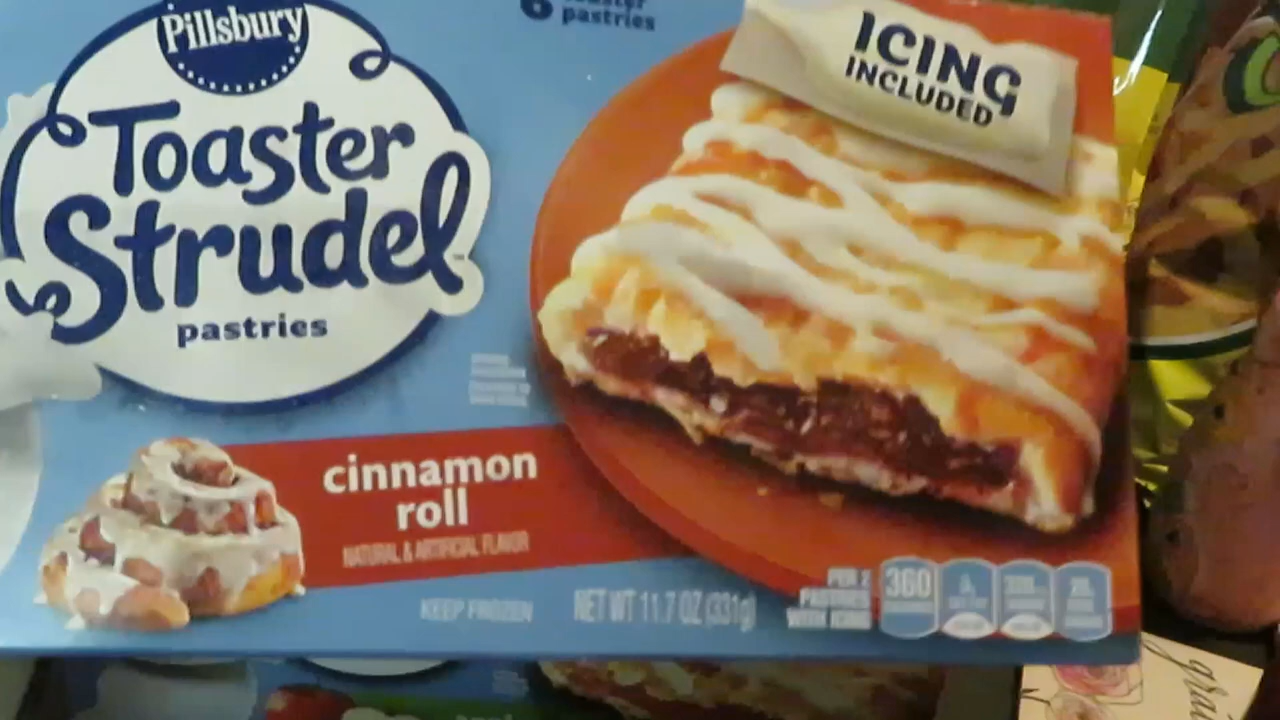 Pillsbury
6 toaster
pastries
ICING
INCLUDED
Toaster
Strudel
pastries
cinnamon
roll
NATURAL & ARTIFICIAL FLAVOR
KEEP FROZEN
NET WT 11.7 OZ (331g)
PER 2
PASTRIES
WITH ICING
360